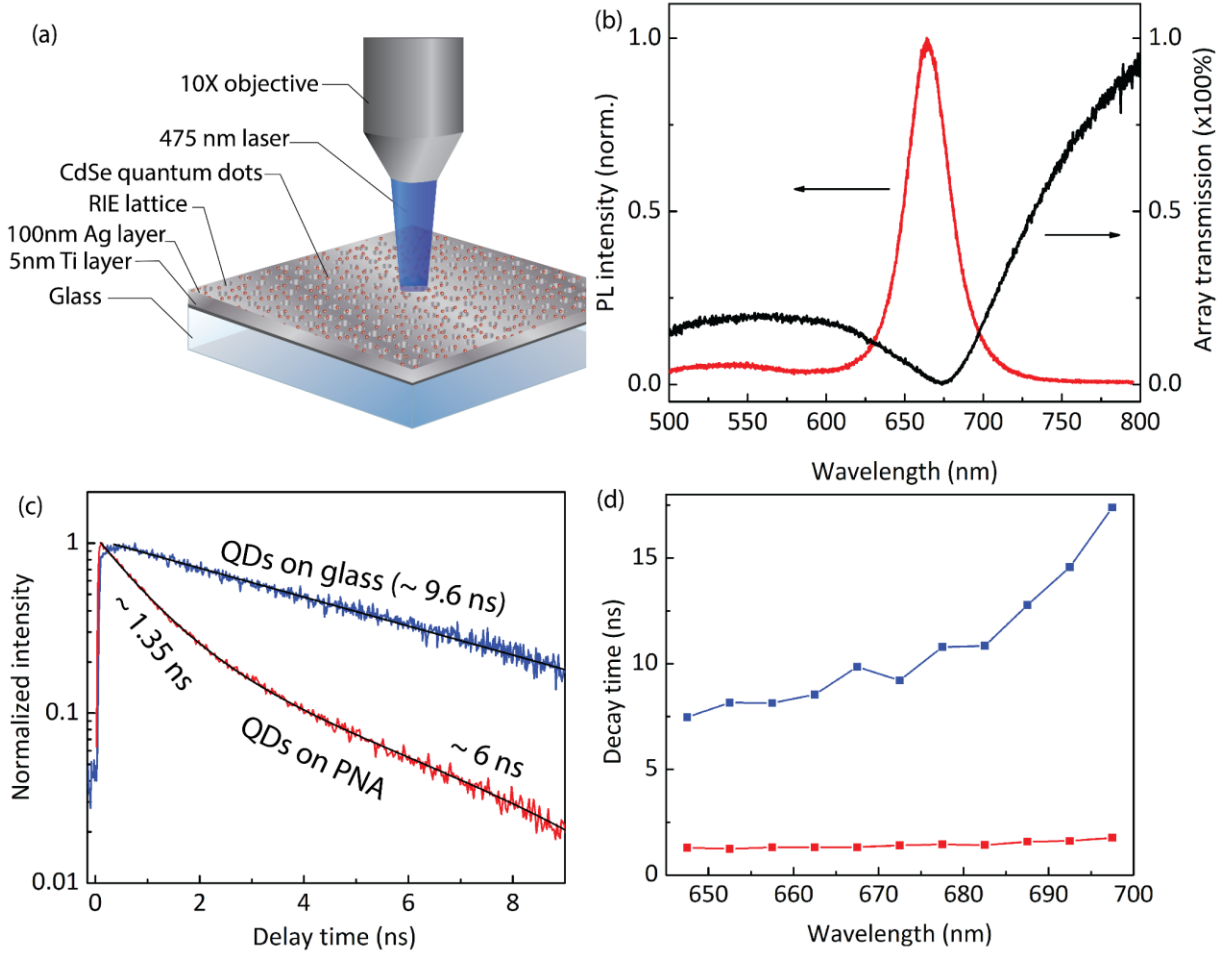 (a)
10X objective
475 nm laser
CdSe quantum dots
RIE lattice
100nm Ag layer
5nm Ti layer
Glass
(b)
1.0
0.5
0.0
PL intensity (norm.)
1.0
0.5
0.0
Array transmission (x100%)
500 550 600 650 700 750 800
Wavelength (nm)
(c)
1
0.1
0.01
Normalized intensity
QDs on glass (~ 9.6 ns)
~ 1.35 ns
QDs on PNA
~ 6 ns
0 2 4 6 8
Delay time (ns)
(d)
15
10
5
0
Decay time (ns)
650 660 670 680 690 700
Wavelength (nm)